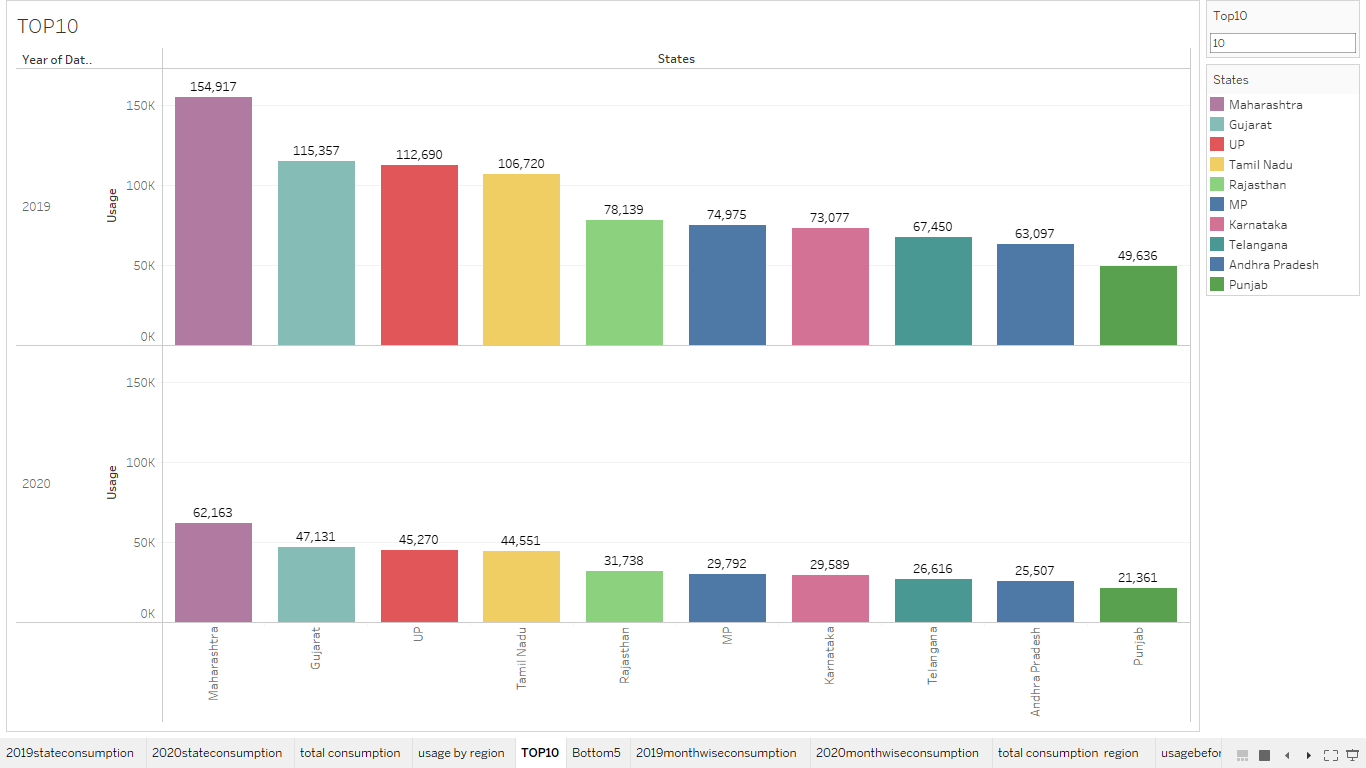 TOP10
Year of Dat..
States
2019
Usage
150K
100K
50K
0K
154,917
115,357
112,690
106,720
78,139
74,975
73,077
67,450
63,097
49,636
2020
Usage
150K
100K
50K
0K
62,163
47,131
45,270
44,551
31,738
29,792
29,589
26,616
25,507
21,361
Maharashtra
Gujarat
UP
Tamil Nadu
Rajasthan
MP
Karnataka
Telangana
Andhra Pradesh
Punjab
Top10
10
States
Maharashtra
Gujarat
UP
Tamil Nadu
Rajasthan
MP
Karnataka
Telangana
Andhra Pradesh
Punjab
2019stateconsumption 2020stateconsumption total consumption usage by region TOP10 Bottom5 2019monthwiseconsumption 2020monthwiseconsumption total consumption region usagebefor